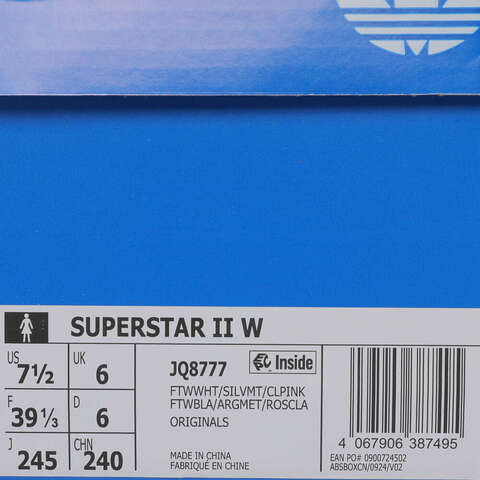 SUPERSTAR II W
US 7½ UK 6
F 39⅓ D 6
J 245 CHN 240
JQ8777 Inside
FTWWHT/SILVMT/CLPINK
FTWBLA/ARGMET/ROSCLA
ORIGINALS
MADE IN CHINA
FABRIQUÉ EN CHINE
4 067906 387495
EAN PO# 0900724502
ABSBOXCN/0924/V02